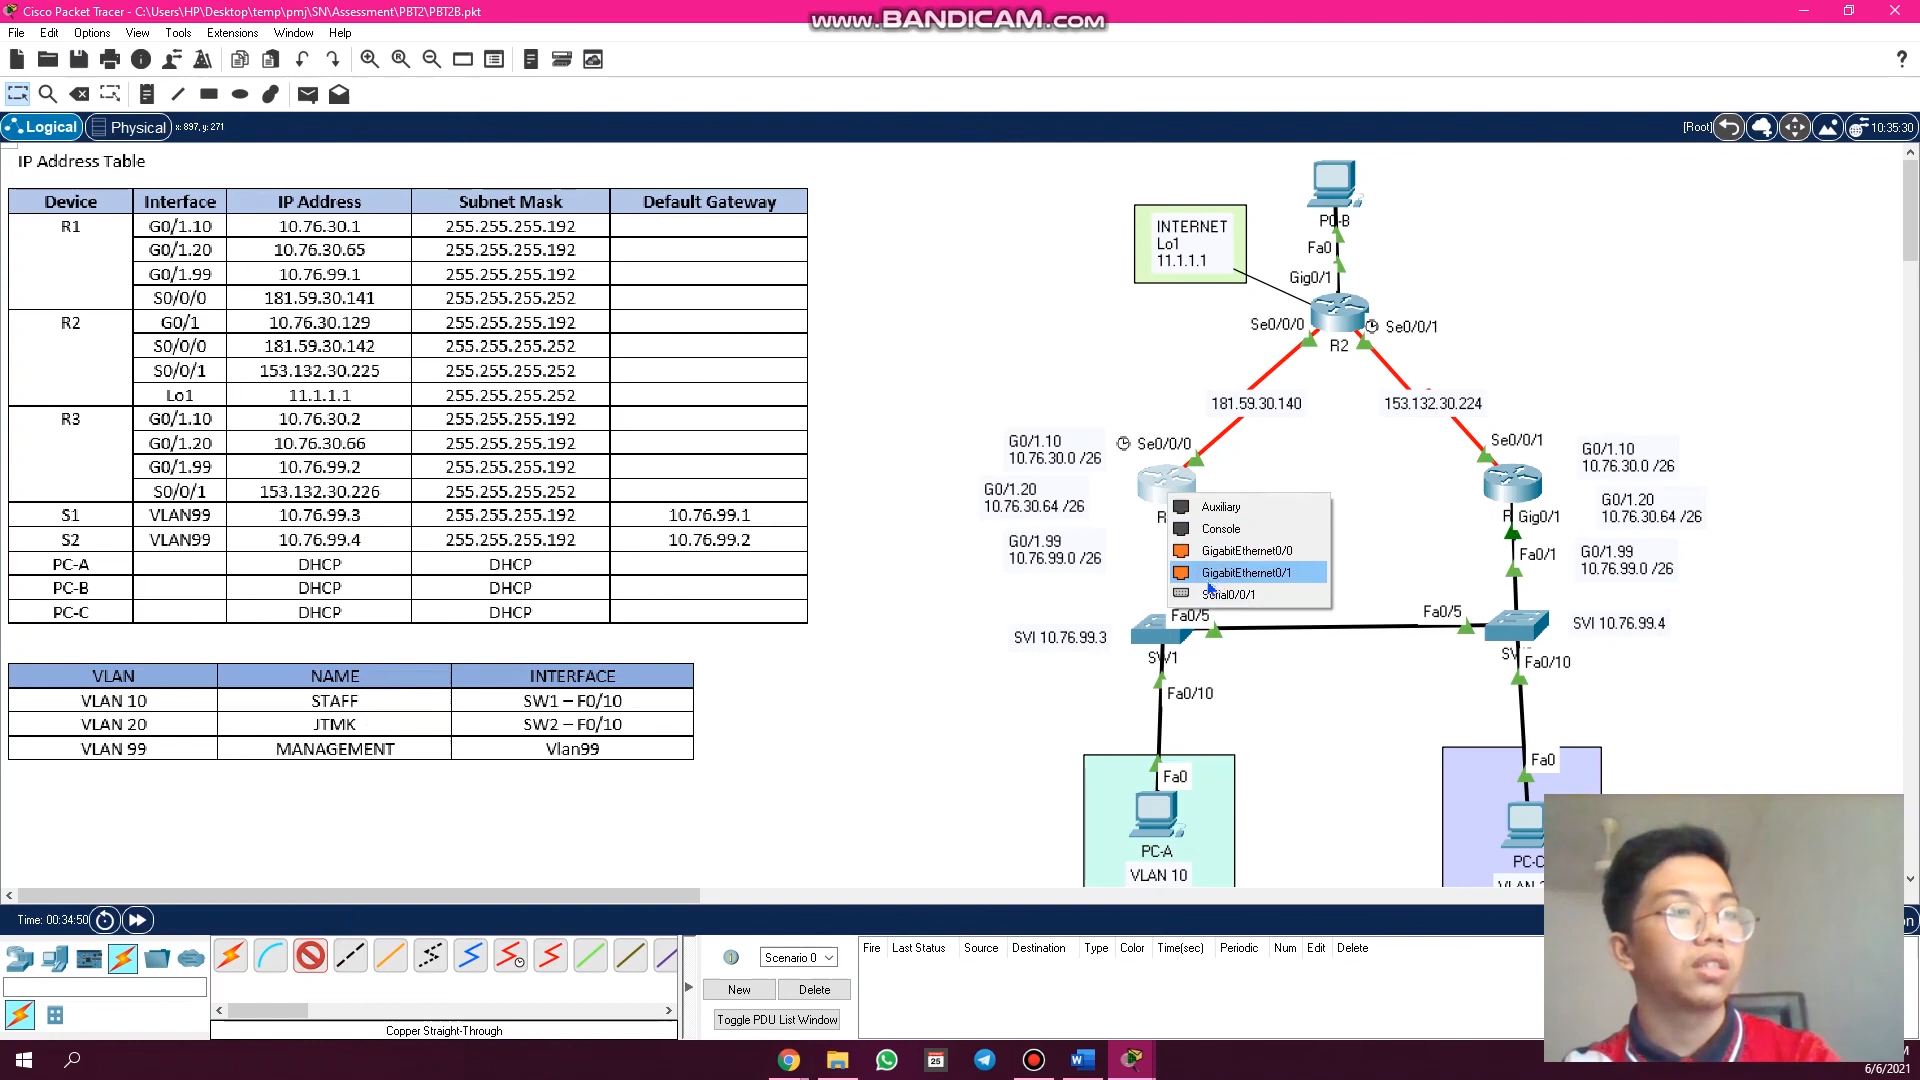 Cisco Packet Tracer - C:\Users\HP\Desktop\temp\pmj\SN\Assessment\PBT2\PBT2B.pkt
www.BANDICAM.com
File Edit Options View Tools Extensions Window Help
Logical Physical x: 897, y: 271
[Root] 10:35:30
IP Address Table
Device Interface IP Address Subnet Mask Default Gateway
R1 G0/1.10 10.76.30.1 255.255.255.192
G0/1.20 10.76.30.65 255.255.255.192
G0/1.99 10.76.99.1 255.255.255.192
S0/0/0 181.59.30.141 255.255.255.252
R2 G0/1 10.76.30.129 255.255.255.192
S0/0/0 181.59.30.142 255.255.255.252
S0/0/1 153.132.30.225 255.255.255.252
Lo1 11.1.1.1 255.255.255.252
R3 G0/1.10 10.76.30.2 255.255.255.192
G0/1.20 10.76.30.66 255.255.255.192
G0/1.99 10.76.99.2 255.255.255.192
S0/0/1 153.132.30.226 255.255.255.252
S1 VLAN99 10.76.99.3 255.255.255.192 10.76.99.1
S2 VLAN99 10.76.99.4 255.255.255.192 10.76.99.2
PC-A DHCP DHCP
PC-B DHCP DHCP
PC-C DHCP DHCP
VLAN NAME INTERFACE
VLAN 10 STAFF SW1 – F0/10
VLAN 20 JTMK SW2 – F0/10
VLAN 99 MANAGEMENT Vlan99
PC-B
Fa0
Gig0/1
INTERNET
Lo1
11.1.1.1
Se0/0/0
Se0/0/1
R2
181.59.30.140
153.132.30.224
G0/1.10
10.76.30.0 /26
Se0/0/0
Se0/0/1
G0/1.10
10.76.30.0 /26
G0/1.20
10.76.30.64 /26
G0/1.20
10.76.30.64 /26
Gig0/1
G0/1.99
10.76.99.0 /26
Fa0/1
G0/1.99
10.76.99.0 /26
Auxiliary
Console
GigabitEthernet0/0
GigabitEthernet0/1
Serial0/0/1
Fa0/5
Fa0/5
SVI 10.76.99.3
SVI 10.76.99.4
SW1
Fa0/10
Fa0/10
Fa0
Fa0
PC-A
VLAN 10
PC-C
Time: 00:34:50
Scenario 0
New Delete
Toggle PDU List Window
Fire Last Status Source Destination Type Color Time(sec) Periodic Num Edit Delete
Copper Straight-Through
25
6/6/2021